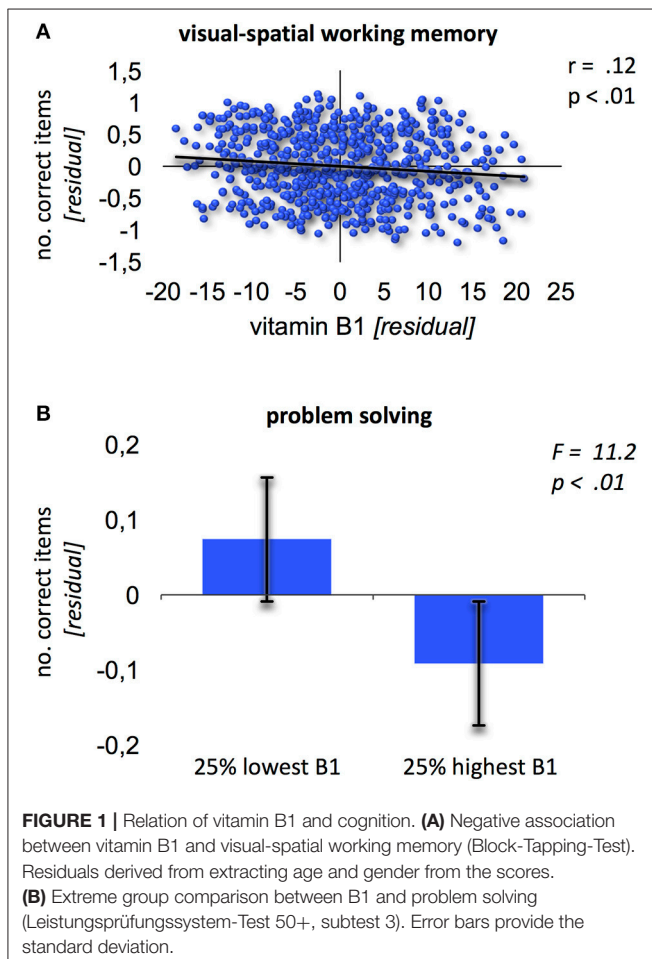 A
visual-spatial working memory
r = .12
p < .01
no. correct items
[residual]
1,5
1
0,5
0
-0,5
-1
-1,5
-20 -15 -10 -5 0 5 10 15 20 25
vitamin B1 [residual]
B
problem solving
F = 11.2
p < .01
no. correct items
[residual]
0,2
0,1
0
-0,1
-0,2
25% lowest B1 25% highest B1
FIGURE 1 | Relation of vitamin B1 and cognition. (A) Negative association
between vitamin B1 and visual-spatial working memory (Block-Tapping-Test).
Residuals derived from extracting age and gender from the scores.
(B) Extreme group comparison between B1 and problem solving
(Leistungsprüfungssystem-Test 50+, subtest 3). Error bars provide the
standard deviation.